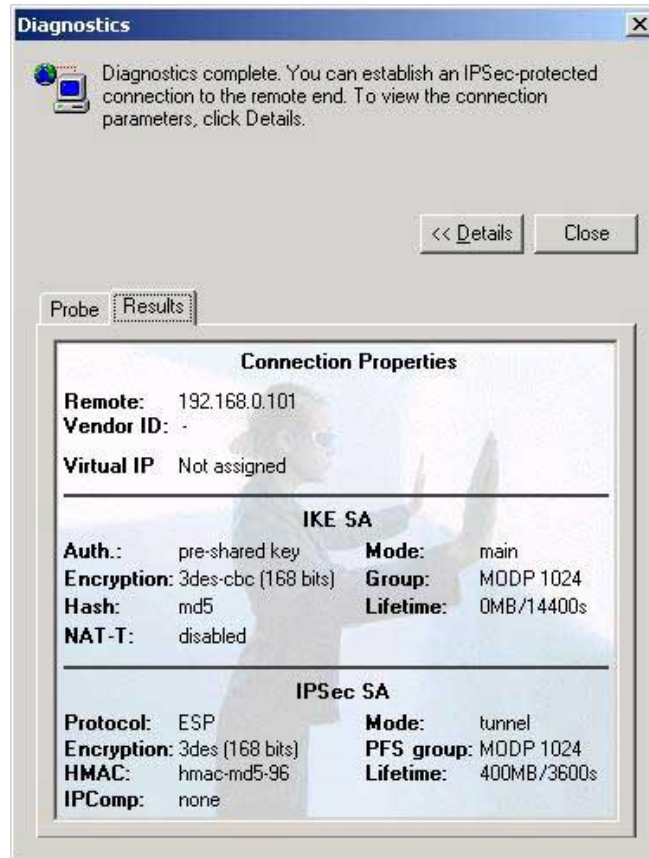 Diagnostics
Diagnostics complete. You can establish an IPSec-protected
connection to the remote end. To view the connection
parameters, click Details.
<< Details Close
Probe Results
Connection Properties
Remote: 192.168.0.101
Vendor ID: -
Virtual IP Not assigned
IKE SA
Auth.: pre-shared key Mode: main
Encryption: 3des-cbc (168 bits) Group: MODP 1024
Hash: md5 Lifetime: 0MB/14400s
NAT-T: disabled
IPSec SA
Protocol: ESP Mode: tunnel
Encryption: 3des (168 bits) PFS group: MODP 1024
HMAC: hmac-md5-96 Lifetime: 400MB/3600s
IPComp: none